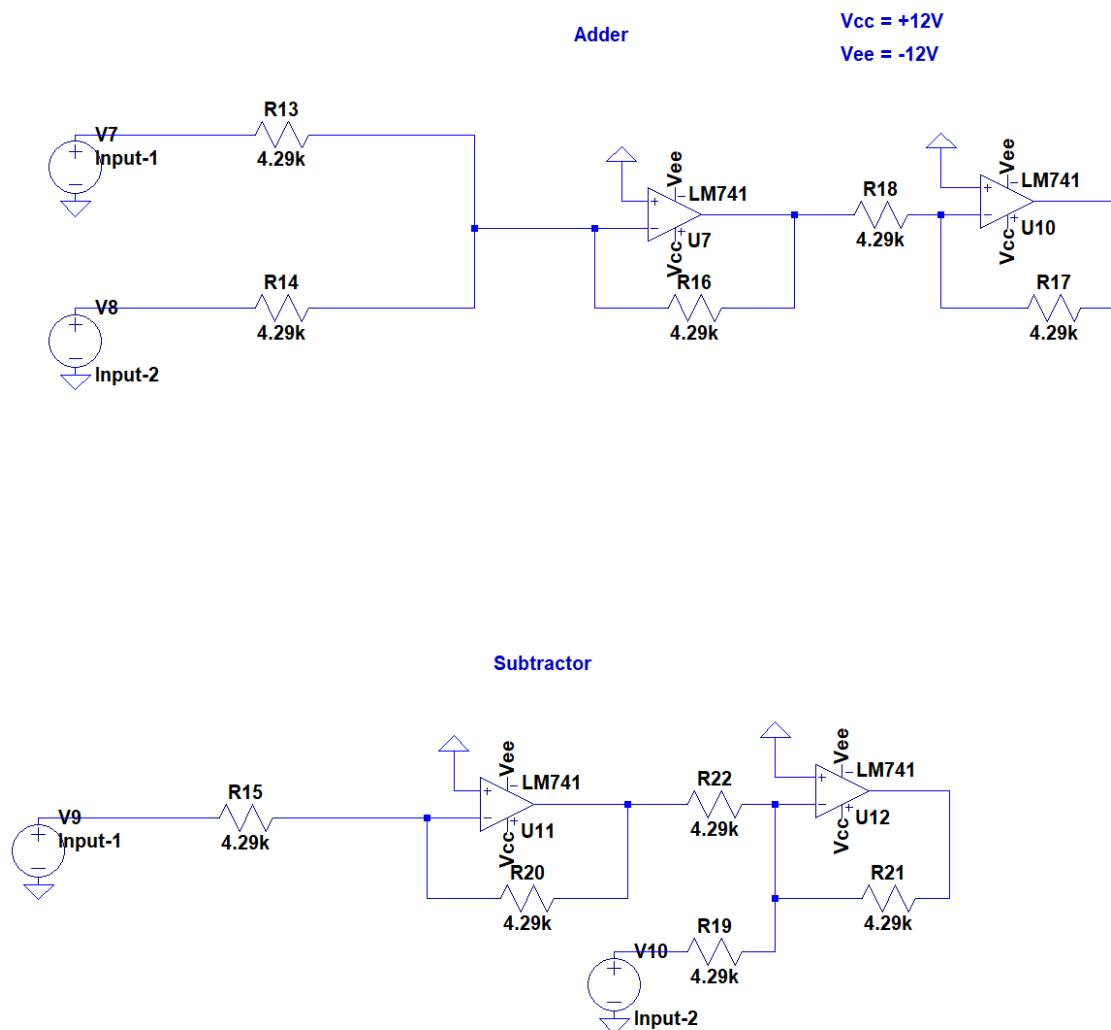 Adder
Vcc = +12V
Vee = -12V
R13
V7
Input-1
4.29k
Vee
LM741
R18
Vee
LM741
4.29k
U7
Vcc
U10
Vcc
R14
V8
4.29k
Input-2
R16
4.29k
R17
4.29k
Subtractor
R15
V9
Input-1
4.29k
Vee
LM741
U11
Vcc
R20
4.29k
R22
4.29k
Vee
LM741
U12
Vcc
R21
4.29k
R19
V10
4.29k
Input-2